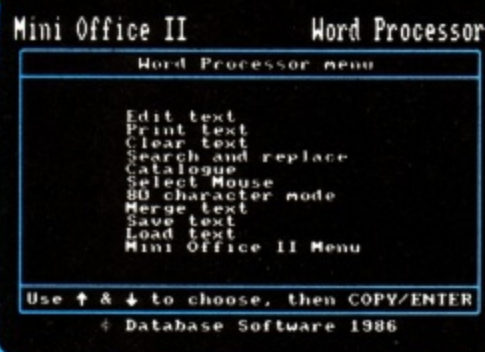 Mini Office II Word Processor
Word Processor menu
Edit text
Print text
Clear text
Search and replace
Catalogue
Select Mouse
80 character mode
Merge text
Save text
Load text
Mini Office II Menu
Use ↑ & ↓ to choose, then COPY/ENTER
Database Software 1986